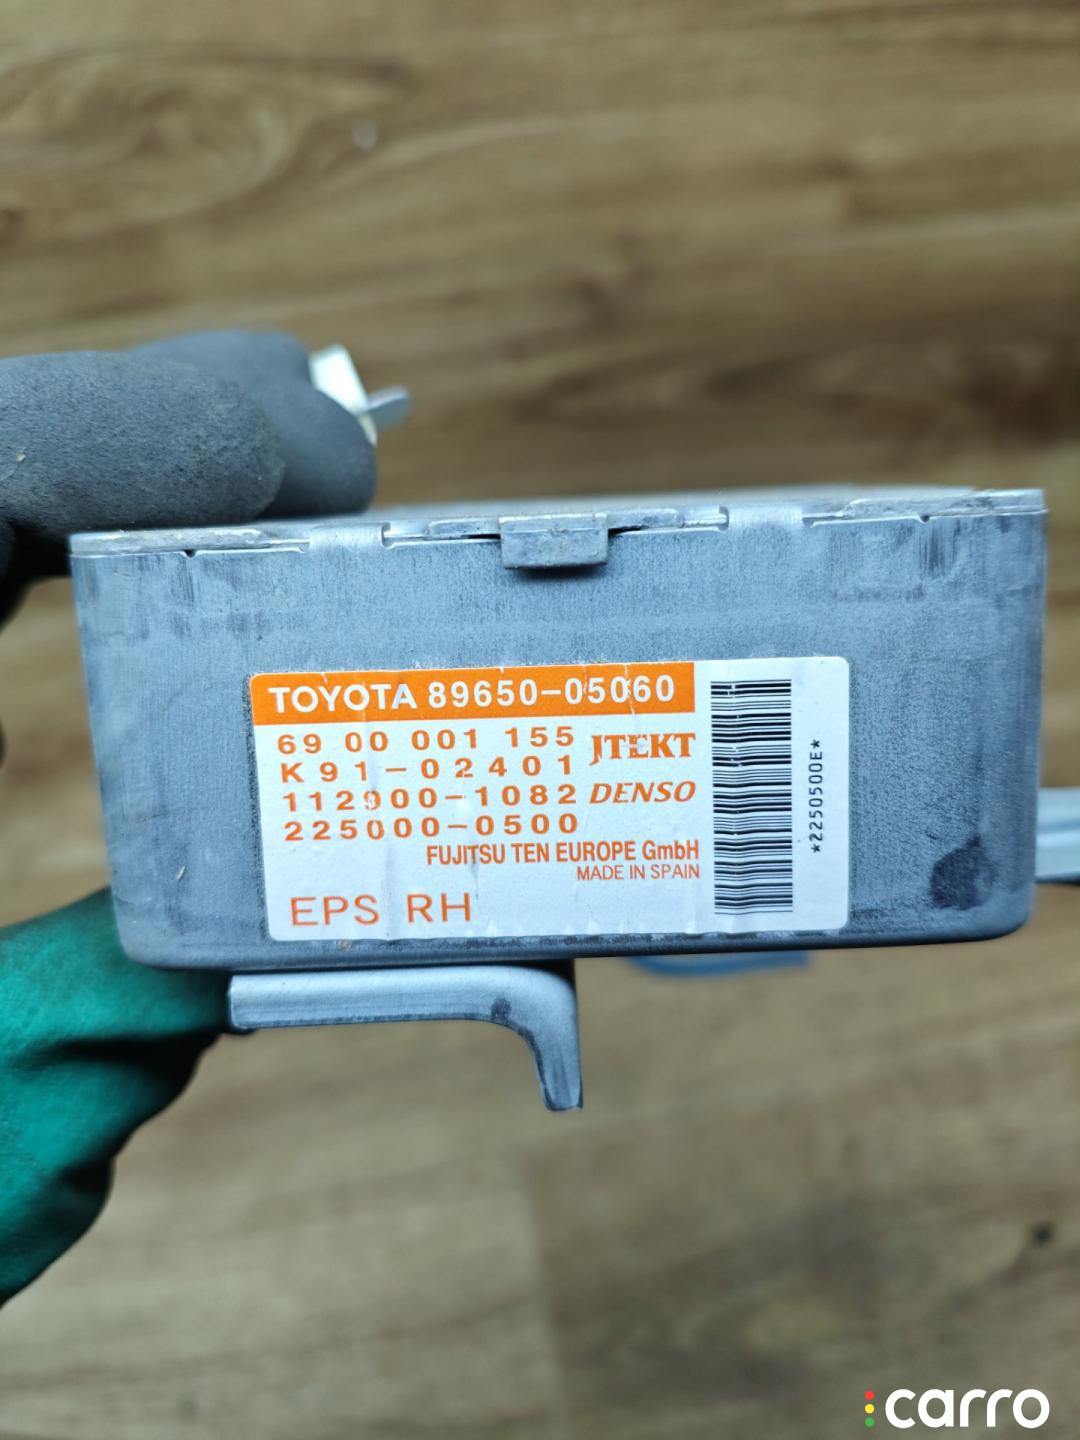 TOYOTA 89650-05060
69 00 001 155
JTEKT
K91-02401
112900-1082 DENSO
225000-0500
FUJITSU TEN EUROPE GmbH
MADE IN SPAIN
EPS RH
*2250500E*
carro